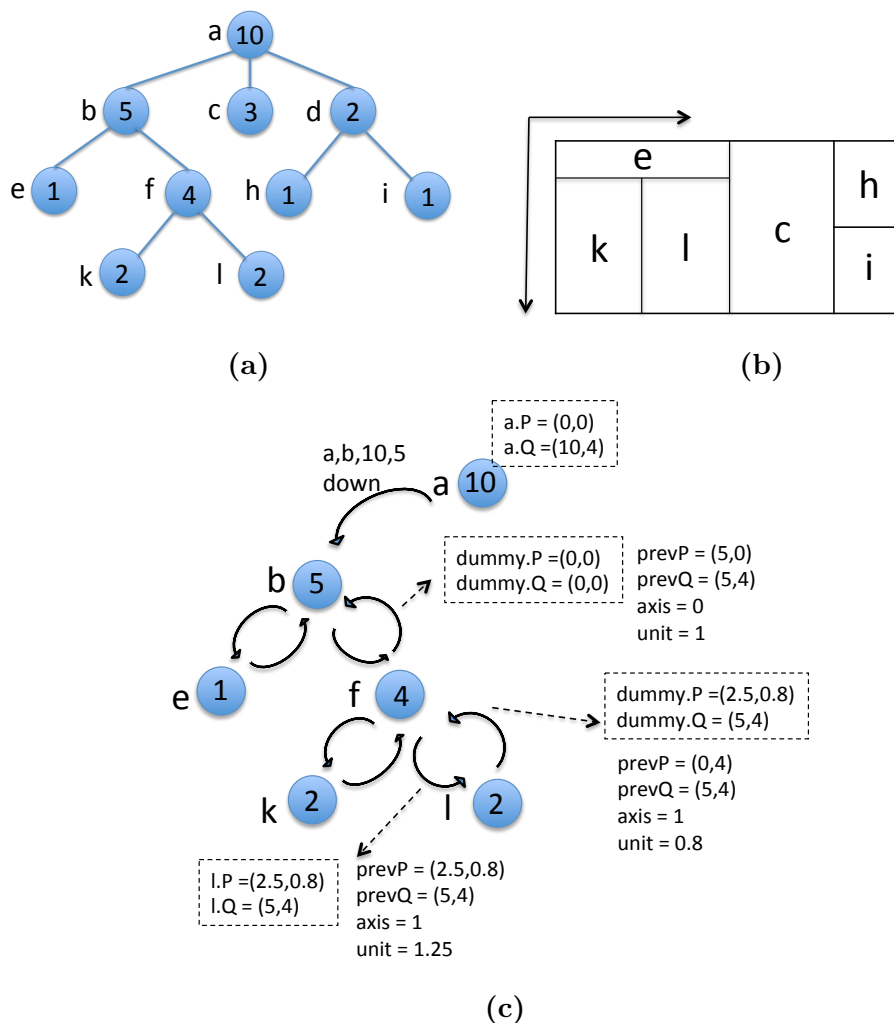 a 10
b 5 c 3 d 2
e 1 f 4 h 1 i 1
k 2 l 2
(a)
e
k l c h
i
(b)
a.P = (0,0)
a.Q =(10,4)
a,b,10,5
down
a 10
dummy.P =(0,0)
dummy.Q = (0,0)
prevP = (5,0)
prevQ = (5,4)
axis = 0
unit = 1
b 5
e 1
f 4
dummy.P =(2.5,0.8)
dummy.Q = (5,4)
prevP = (0,4)
prevQ = (5,4)
axis = 1
unit = 0.8
k 2
l 2
l.P =(2.5,0.8)
l.Q = (5,4)
prevP = (2.5,0.8)
prevQ = (5,4)
axis = 1
unit = 1.25
(c)